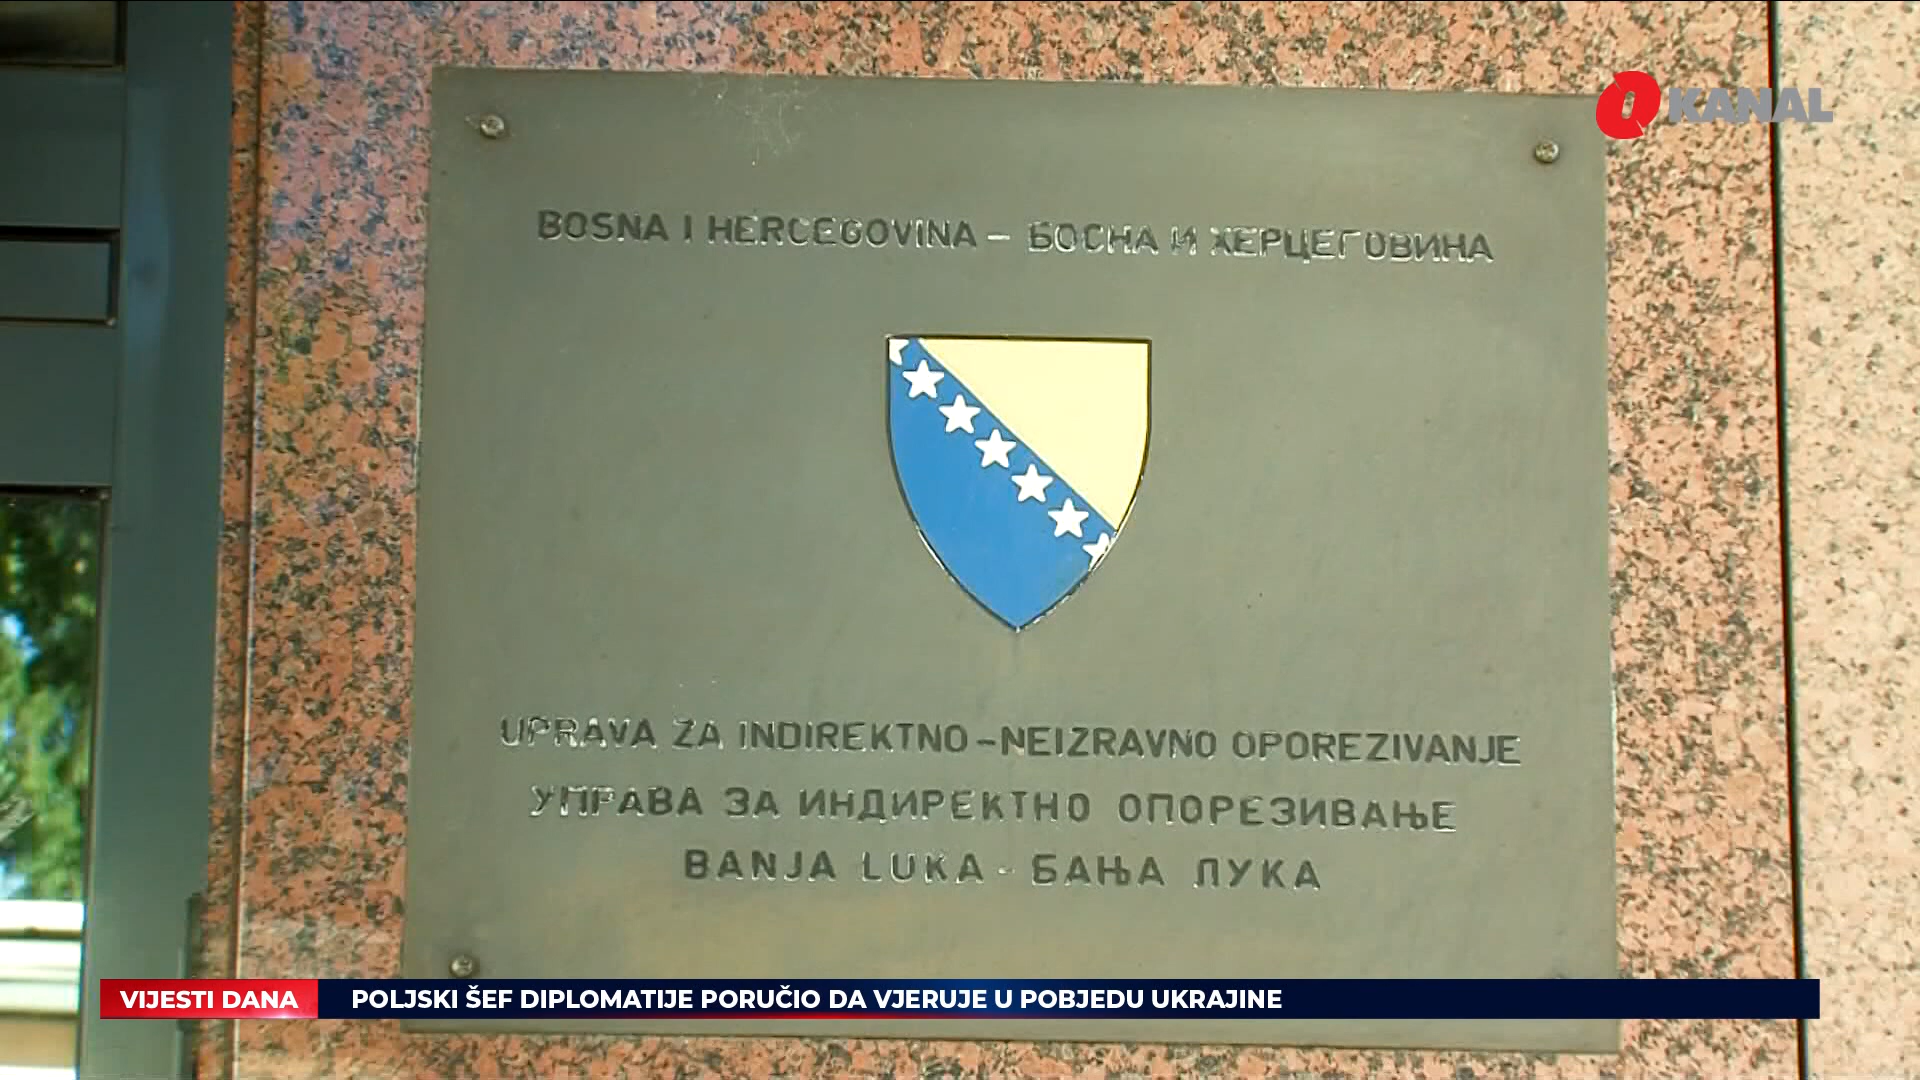 O KANAL
BOSNA I HERCEGOVINA – БОСНА И ХЕРЦЕГОВИНА
UPRAVA ZA INDIREKTNO – NEIZRAVNO OPOREZIVANJE
УПРАВА ЗА ИНДИРЕКТНО ОПОРЕЗИВАЊЕ
BANJA LUKA - БАЊА ЛУКА
VIJESTI DANA POLJSKI ŠEF DIPLOMATIJE PORUČIO DA VJERUJE U POBJEDU UKRAJINE